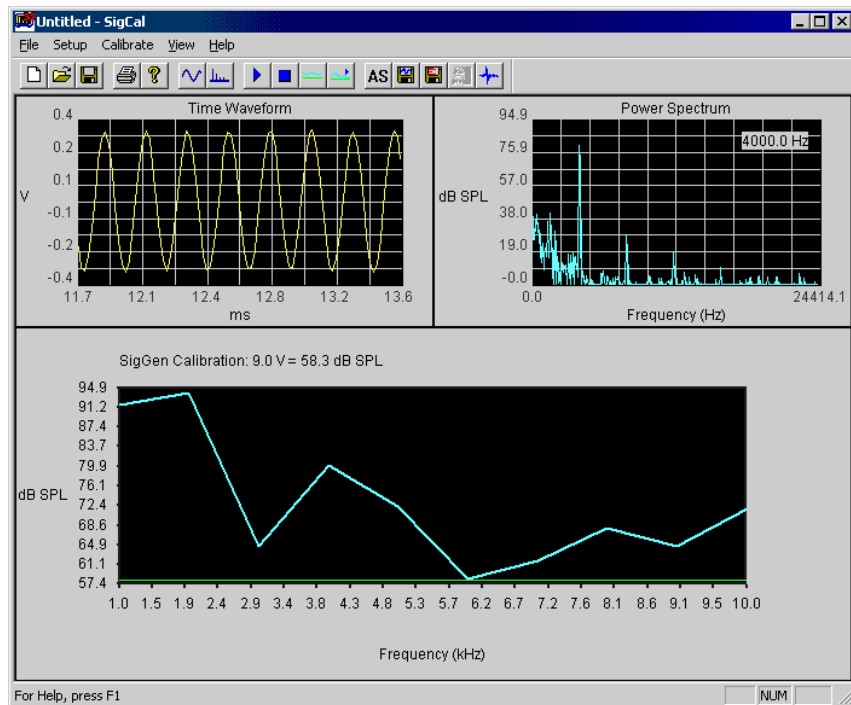 Untitled - SigCal
File Setup Calibrate View Help
AS
Time Waveform
0.4
0.2
0.1
V
-0.1
-0.2
-0.4
11.7 12.1 12.4 12.8 13.2 13.6
ms
Power Spectrum
94.9
4000.0 Hz
75.9
57.0
dB SPL
38.0
19.0
-0.0
0.0 24414.1
Frequency (Hz)
SigGen Calibration: 9.0 V = 58.3 dB SPL
94.9
91.2
87.4
83.7
79.9
76.1
dB SPL
72.4
68.6
64.9
61.1
57.4
1.0 1.5 1.9 2.4 2.9 3.4 3.8 4.3 4.8 5.3 5.7 6.2 6.7 7.2 7.6 8.1 8.6 9.1 9.5 10.0
Frequency (kHz)
For Help, press F1
NUM